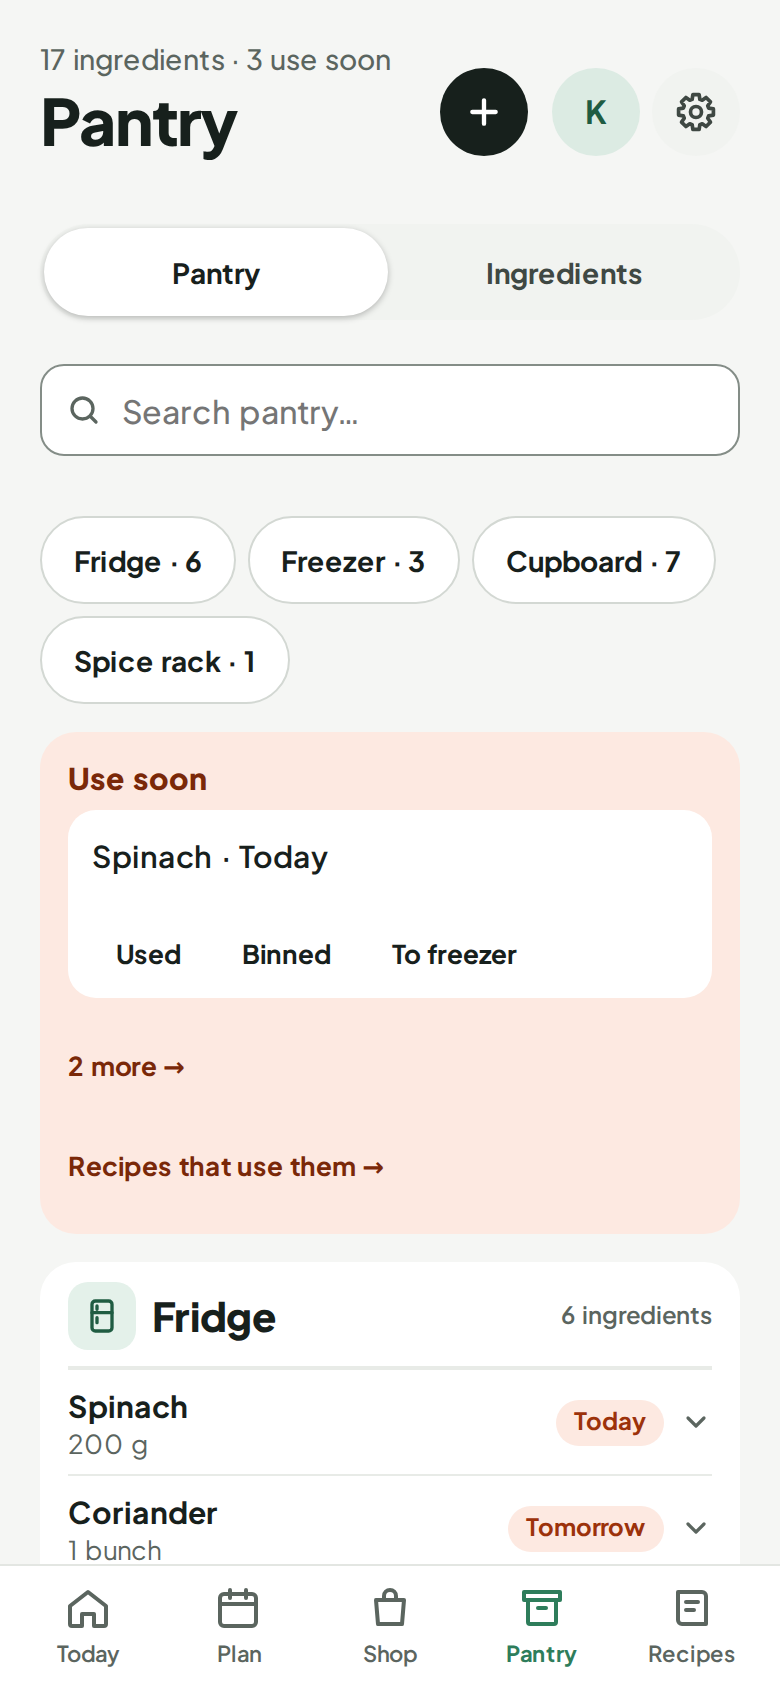 17 ingredients · 3 use soon
Pantry
K
Pantry
Ingredients
Search pantry…
Fridge · 6
Freezer · 3
Cupboard · 7
Spice rack · 1
Use soon
Spinach · Today
Used
Binned
To freezer
2 more →
Recipes that use them →
Fridge
6 ingredients
Spinach
Today
200 g
Coriander
Tomorrow
1 bunch
Today
Plan
Shop
Pantry
Recipes